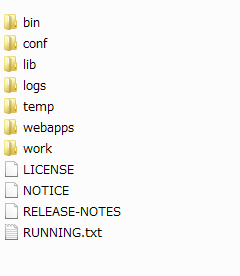 bin
conf
lib
logs
temp
webapps
work
LICENSE
NOTICE
RELEASE-NOTES
RUNNING.txt